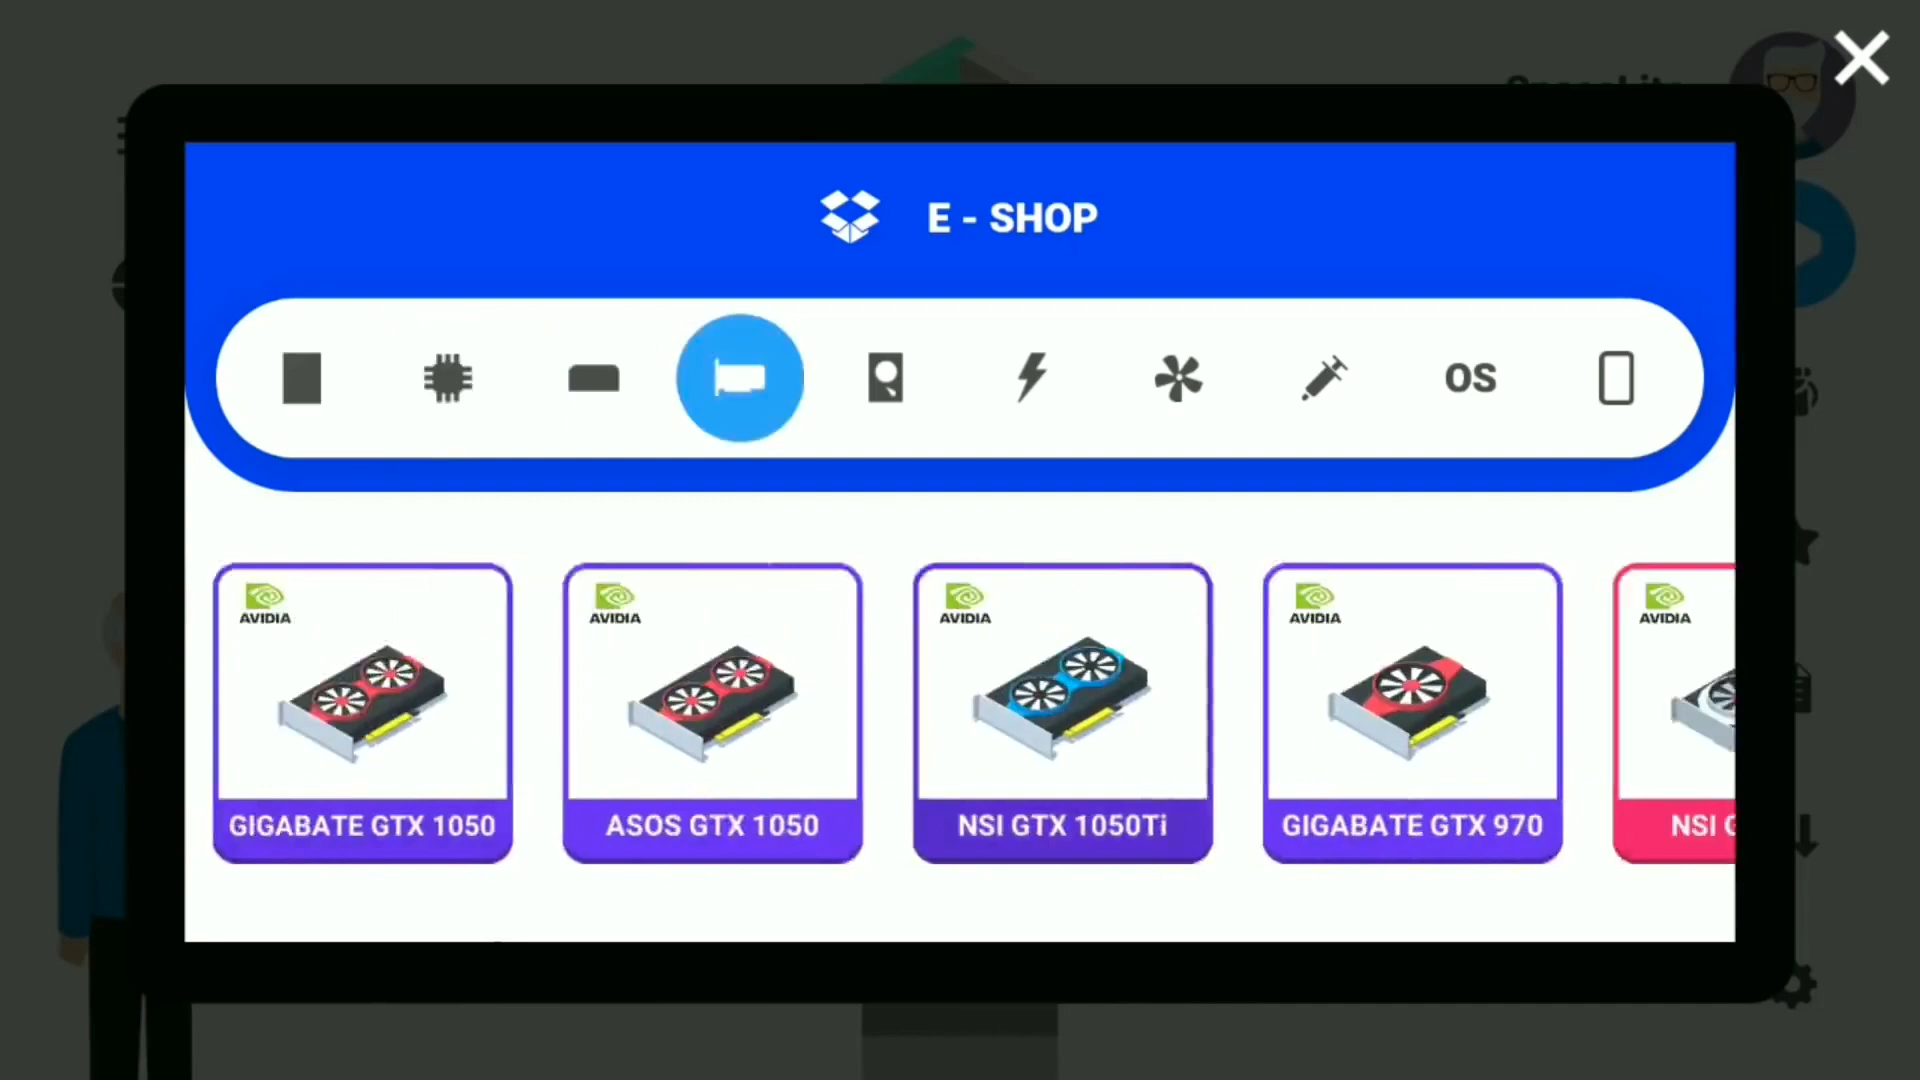 E - SHOP
OS
AVIDIA
GIGABATE GTX 1050
AVIDIA
ASOS GTX 1050
AVIDIA
NSI GTX 1050Ti
AVIDIA
GIGABATE GTX 970
AVIDIA
NSI